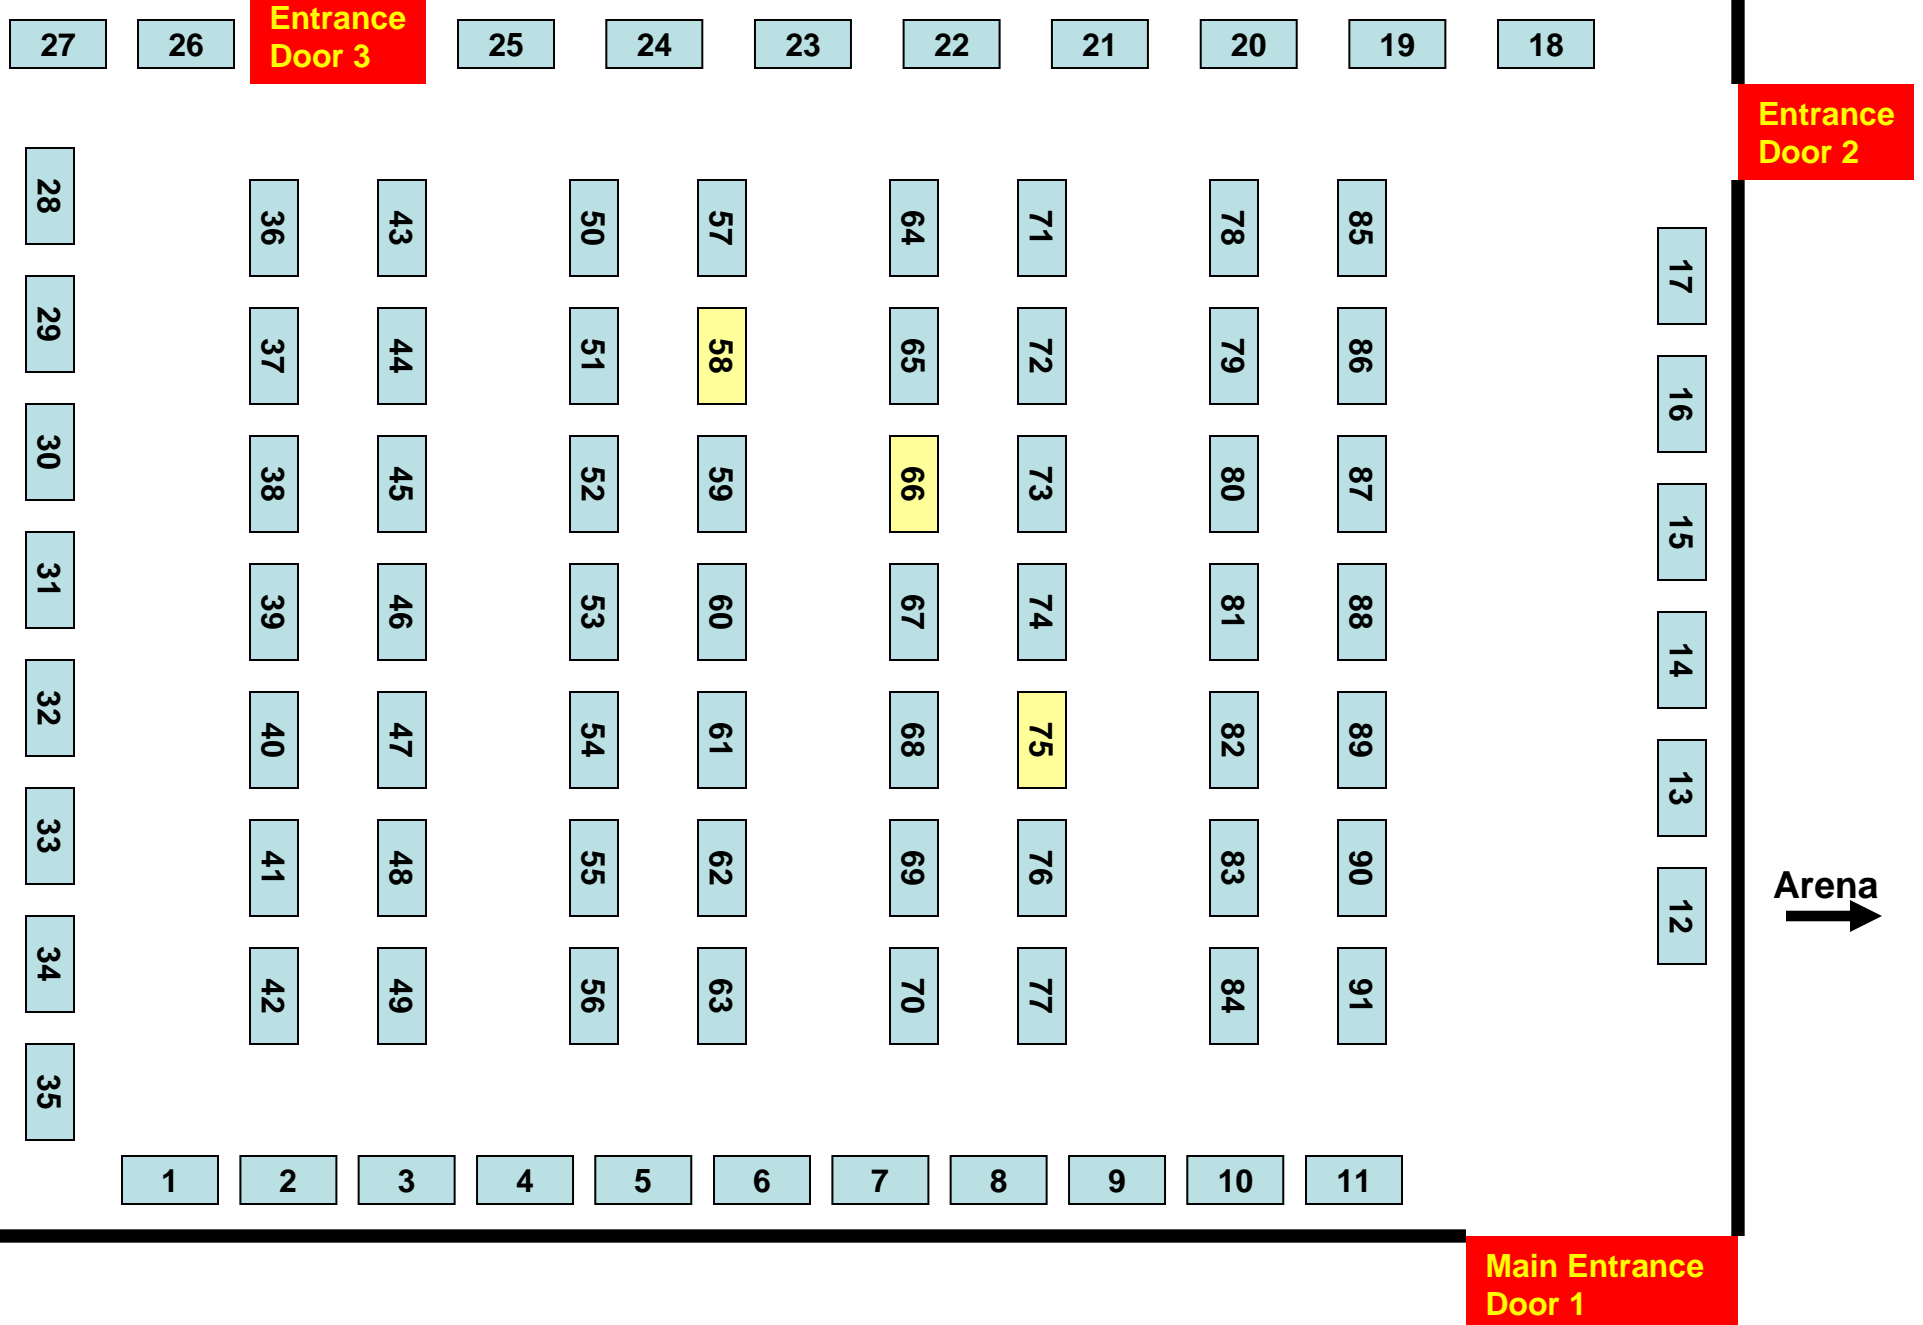 27 26 Entrance 25 24 23 22 21 20 19 18
Door 3
Entrance
Door 2
28 36 43 50 57 64 71 78 85 17
29 37 44 51 58 65 72 79 86 16
30 38 45 52 59 66 73 80 87 15
31 39 46 53 60 67 74 81 88 14
32 40 47 54 61 68 75 82 89 13
33 41 48 55 62 69 76 83 90 12
Arena
34 42 49 56 63 70 77 84 91
35
1 2 3 4 5 6 7 8 9 10 11
Main Entrance
Door 1